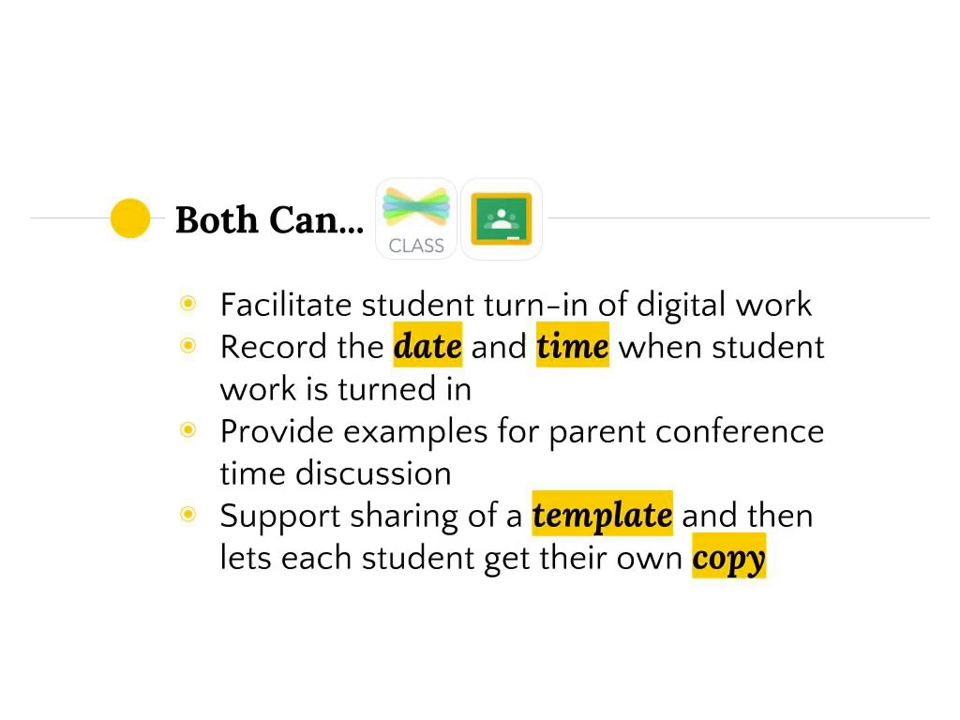 Both Can...
CLASS
Facilitate student turn-in of digital work
Record the date and time when student
work is turned in
Provide examples for parent conference
time discussion
Support sharing of a template and then
lets each student get their own copy